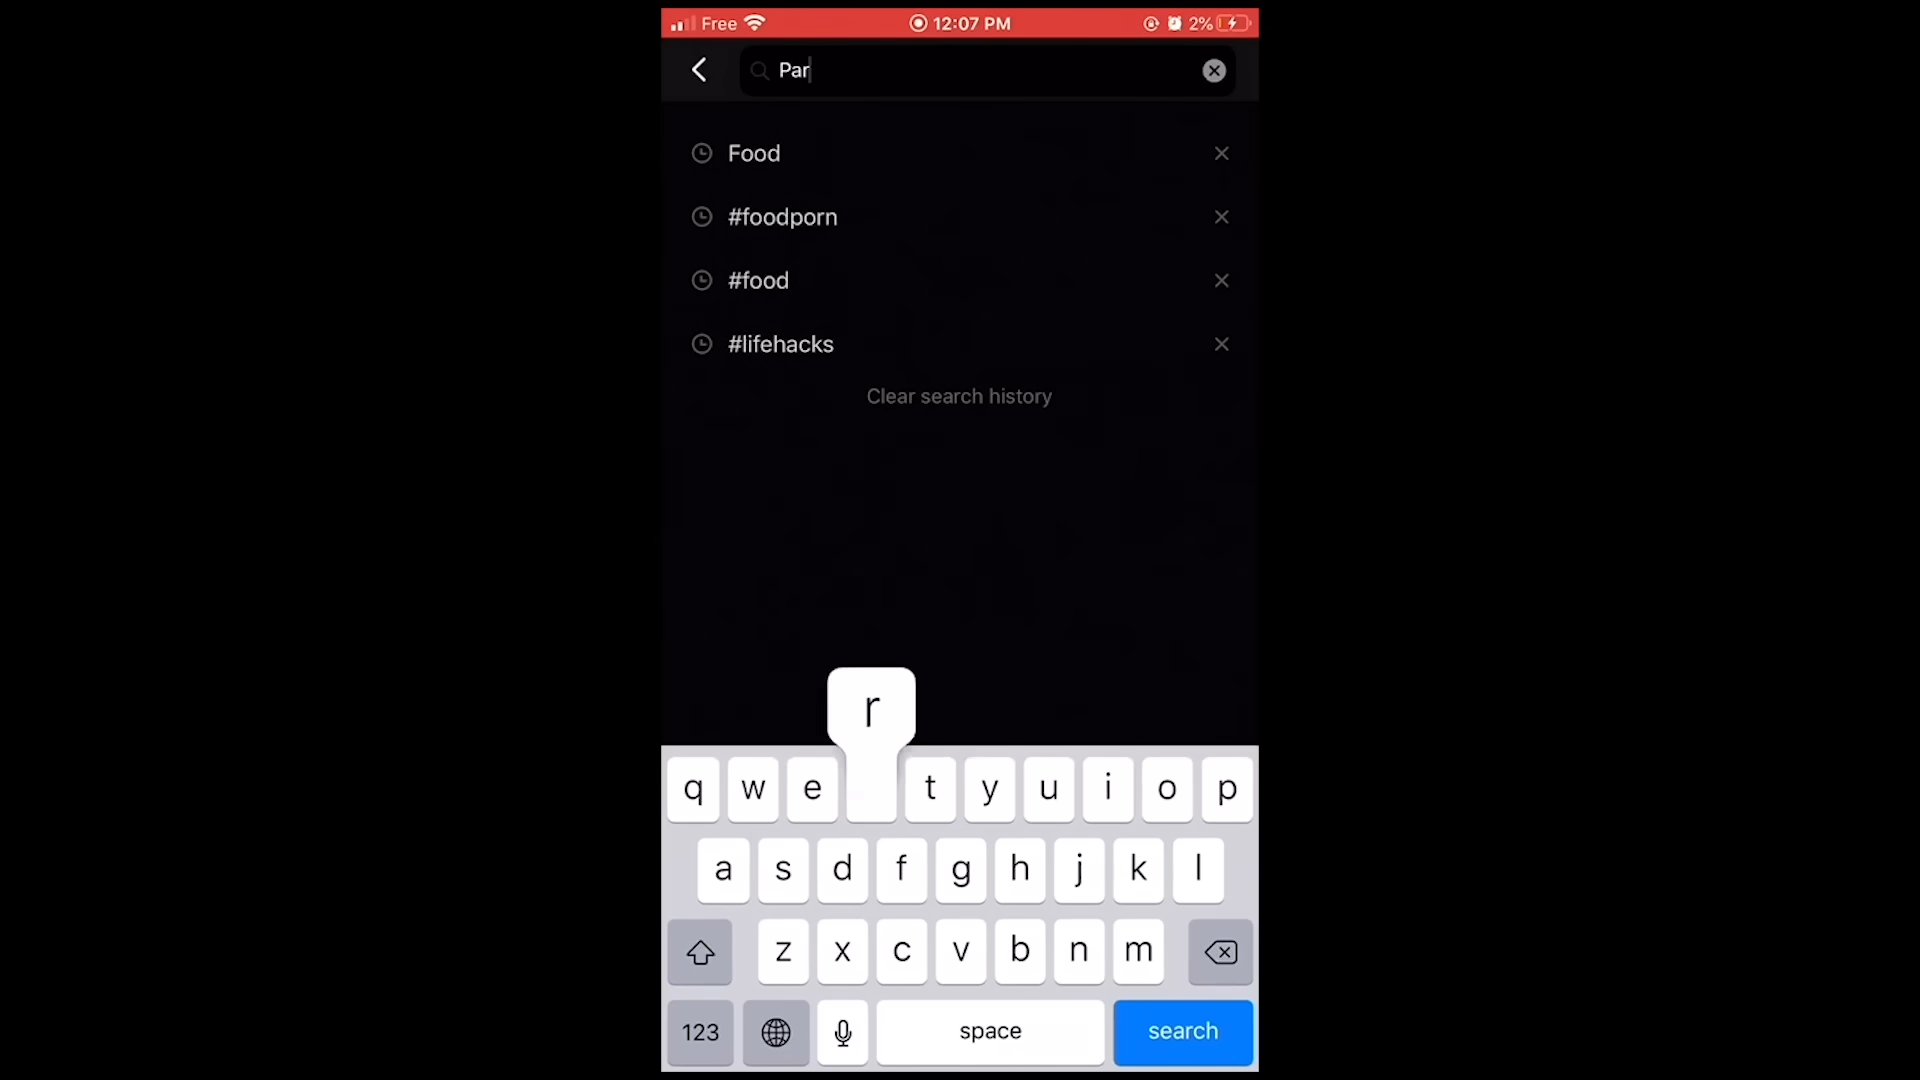 Free 12:07 PM 2%
Par
Food
#foodporn
#food
#lifehacks
Clear search history
r
q w e t y u i o p
a s d f g h j k l
z x c v b n m
123 space search